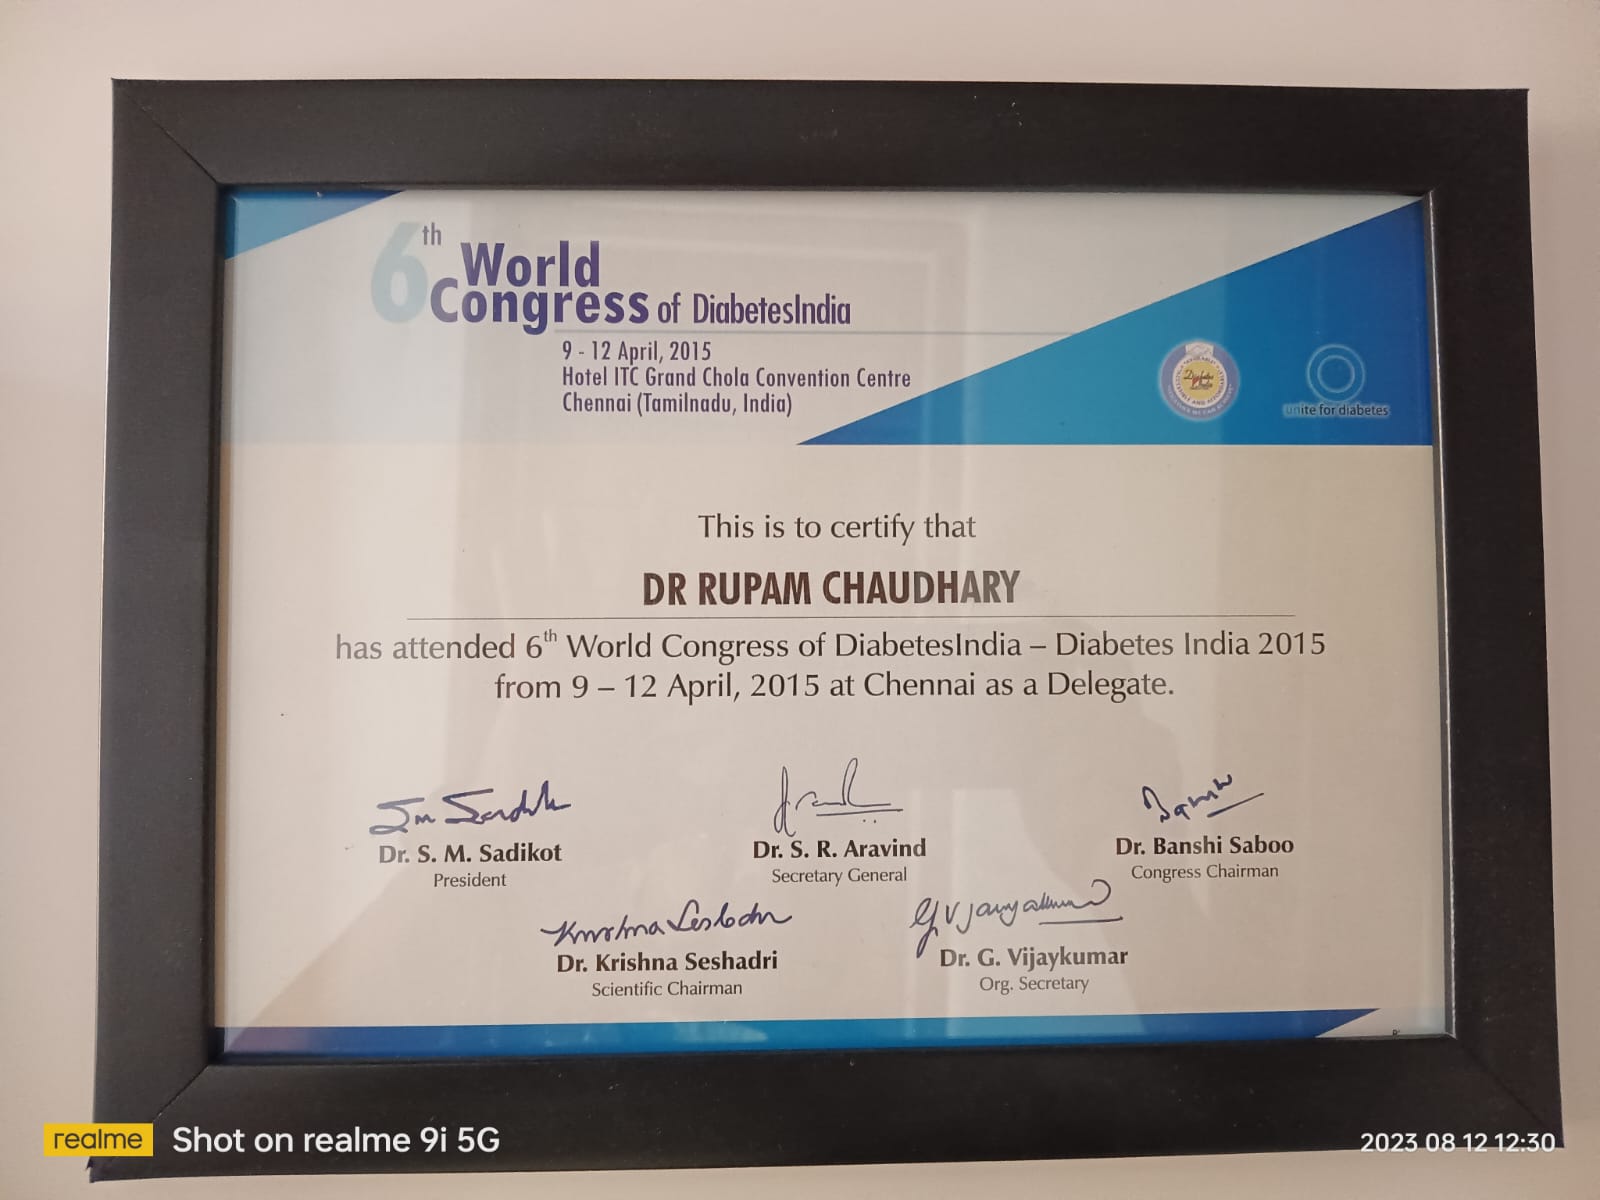 6th World
Congress of DiabetesIndia
9 - 12 April, 2015
Hotel ITC Grand Chola Convention Centre
Chennai (Tamilnadu, India)
Diabetes
India
unite for diabetes
This is to certify that
DR RUPAM CHAUDHARY
has attended 6th World Congress of DiabetesIndia – Diabetes India 2015
from 9 – 12 April, 2015 at Chennai as a Delegate.
Dr. S. M. Sadikot
President
Dr. S. R. Aravind
Secretary General
Dr. Banshi Saboo
Congress Chairman
Dr. Krishna Seshadri
Scientific Chairman
Dr. G. Vijaykumar
Org. Secretary
realme Shot on realme 9i 5G
2023 08 12 12:30